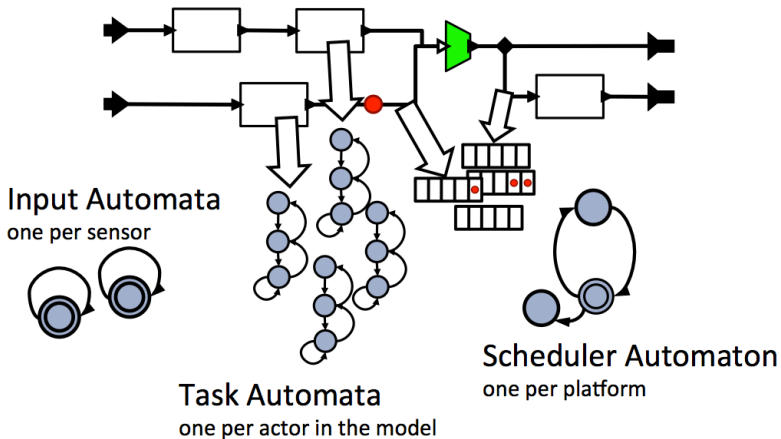 Input Automata
one per sensor
Task Automata
one per actor in the model
Scheduler Automaton
one per platform